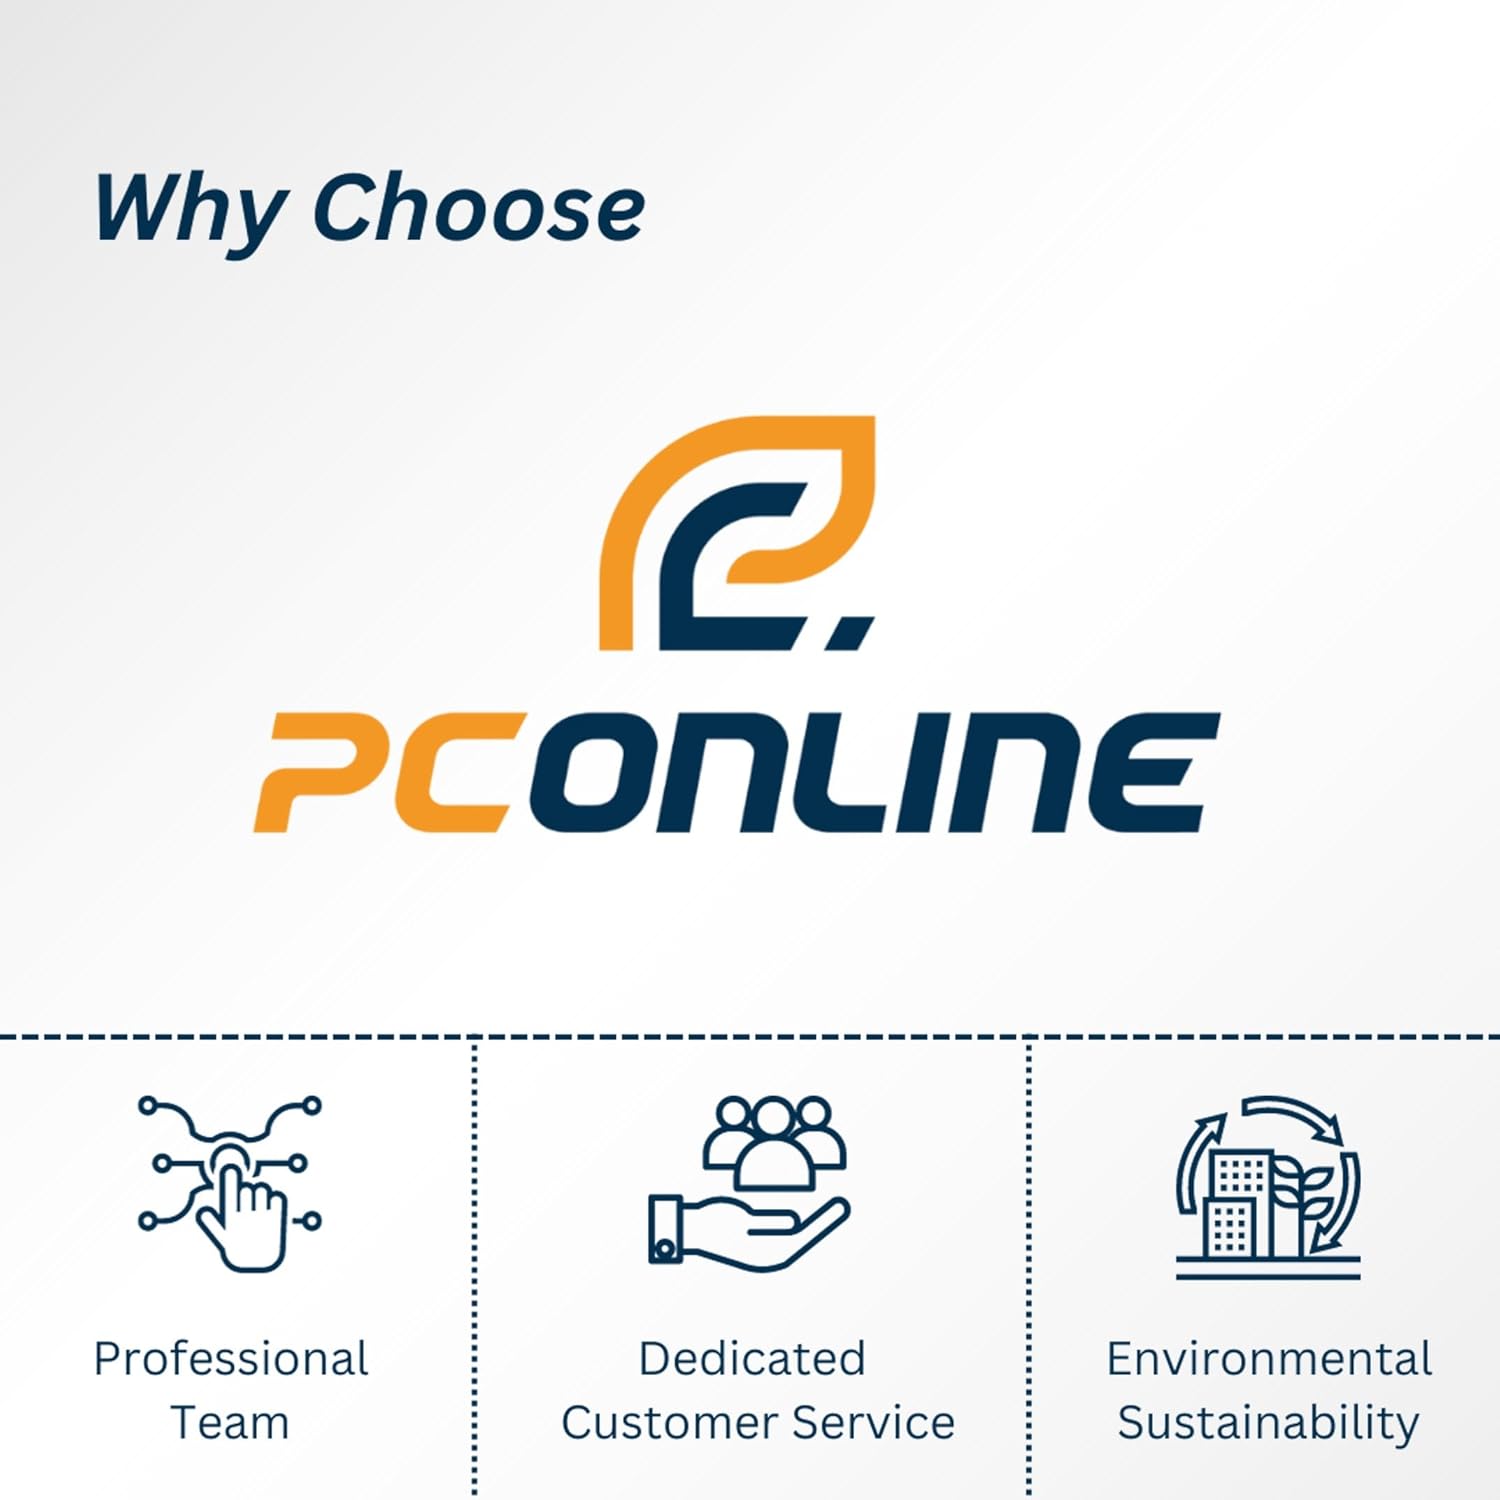 Why Choose
PCONLINE
Professional
Team
Dedicated
Customer Service
Environmental
Sustainability